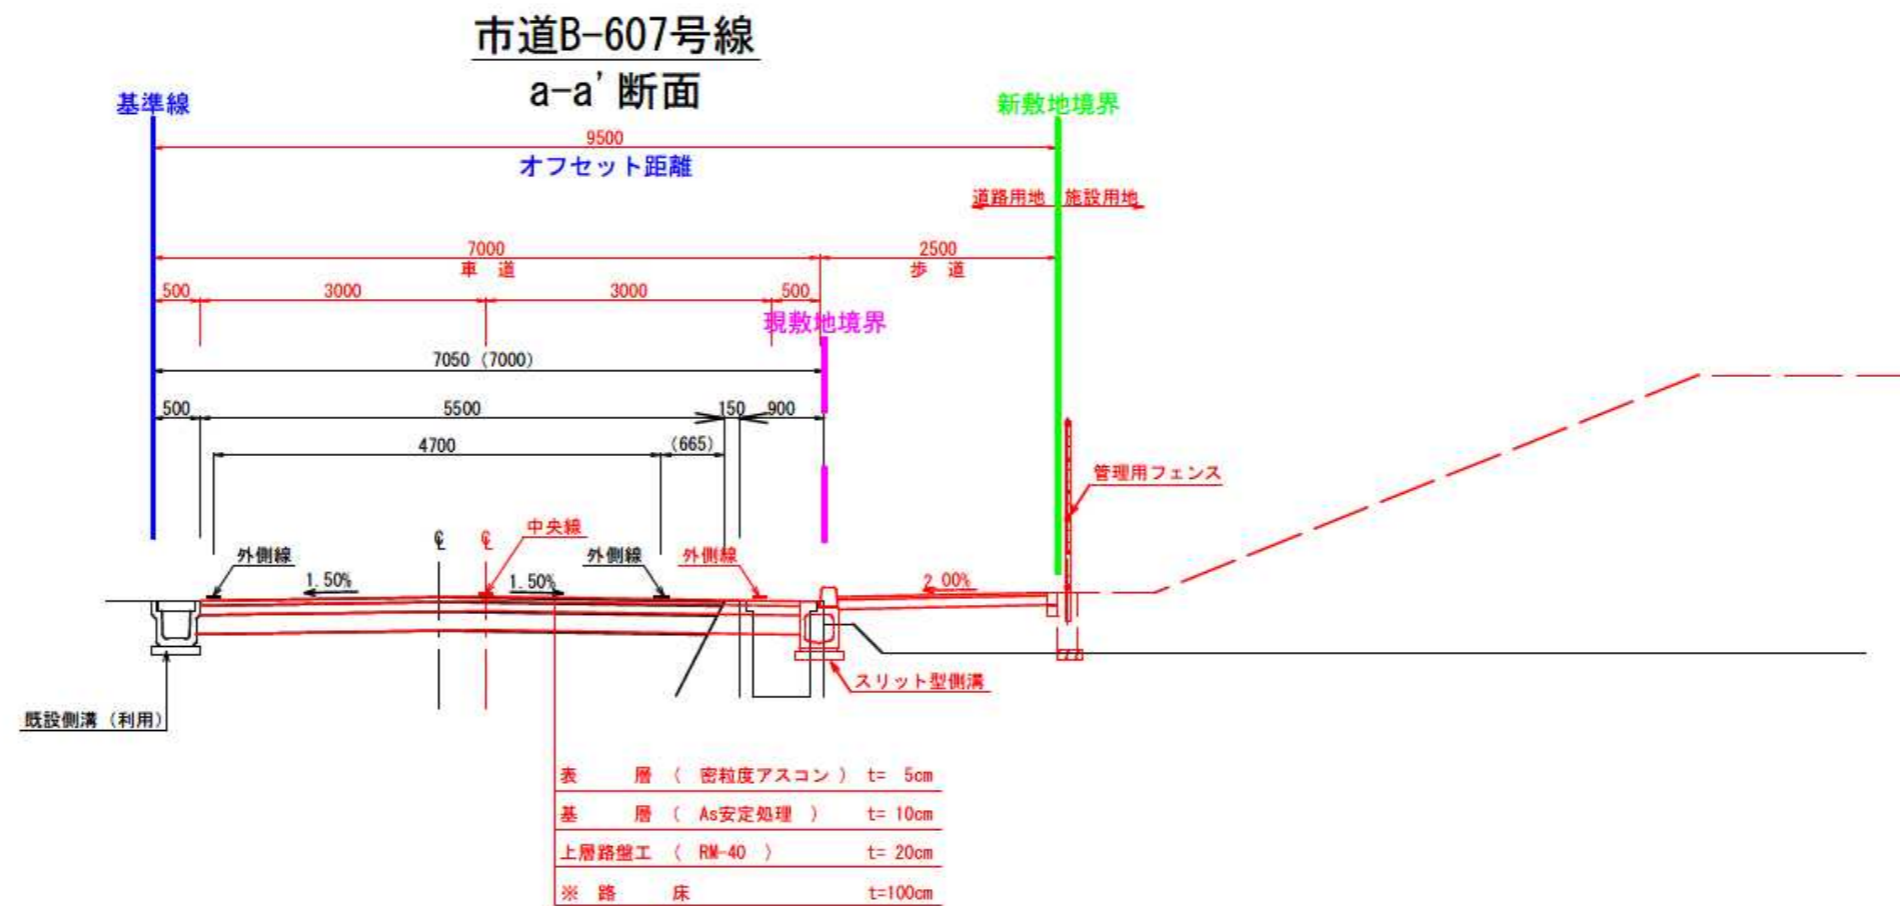 市道B-607号線
a-a' 断面
基準線
新敷地境界
9500
オフセット距離
道路用地 施設用地
7000 2500
車 道 歩 道
500 3000 3000 500
現敷地境界
7050 (7000)
500 5500 150 900
4700 (665)
管理用フェンス
℄ ℄ 中央線
外側線 外側線 外側線
1.50% 1.50% 2.00%
スリット型側溝
既設側溝 (利用)
表 層 ( 密粒度アスコン ) t= 5cm
基 層 ( As安定処理 ) t= 10cm
上層路盤工 ( RM-40 ) t= 20cm
※ 路 床 t=100cm